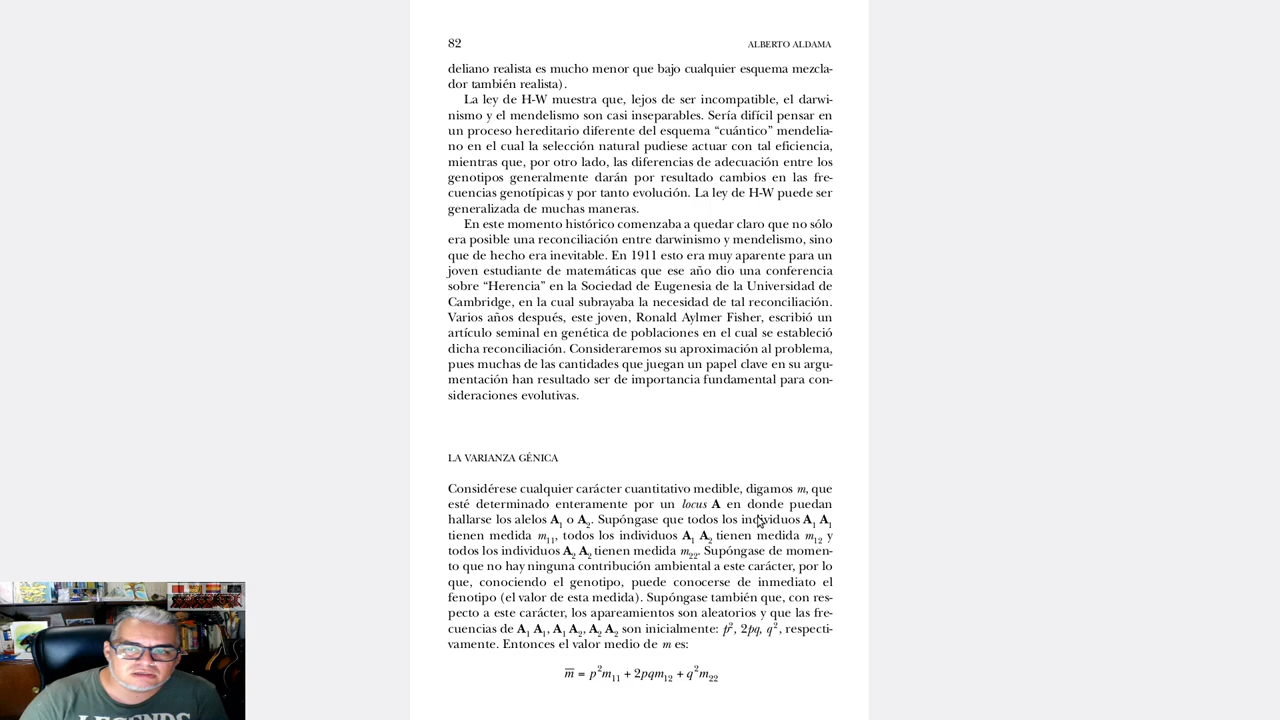 82
ALBERTO ALDAMA
deliano realista es mucho menor que bajo cualquier esquema mezcla-
dor también realista).
La ley de H-W muestra que, lejos de ser incompatible, el darwi-
nismo y el mendelismo son casi inseparables. Sería difícil pensar en
un proceso hereditario diferente del esquema “cuántico” mendelia-
no en el cual la selección natural pudiese actuar con tal eficiencia,
mientras que, por otro lado, las diferencias de adecuación entre los
genotipos generalmente darán por resultado cambios en las fre-
cuencias genotípicas y por tanto evolución. La ley de H-W puede ser
generalizada de muchas maneras.
En este momento histórico comenzaba a quedar claro que no sólo
era posible una reconciliación entre darwinismo y mendelismo, sino
que de hecho era inevitable. En 1911 esto era muy aparente para un
joven estudiante de matemáticas que ese año dio una conferencia
sobre “Herencia” en la Sociedad de Eugenesia de la Universidad de
Cambridge, en la cual subrayaba la necesidad de tal reconciliación.
Varios años después, este joven, Ronald Aylmer Fisher, escribió un
artículo seminal en genética de poblaciones en el cual se estableció
dicha reconciliación. Consideraremos su aproximación al problema,
pues muchas de las cantidades que juegan un papel clave en su argu-
mentación han resultado ser de importancia fundamental para con-
sideraciones evolutivas.
LA VARIANZA GÉNICA
Considérese cualquier carácter cuantitativo medible, digamos m, que
esté determinado enteramente por un locus A en donde puedan
hallarse los alelos A₁ o A₂. Supóngase que todos los individuos A₁ A₁
tienen medida m₁₁, todos los individuos A₁ A₂ tienen medida m₁₂ y
todos los individuos A₂ A₂ tienen medida m₂₂. Supóngase de momen-
to que no hay ninguna contribución ambiental a este carácter, por lo
que, conociendo el genotipo, puede conocerse de inmediato el
fenotipo (el valor de esta medida). Supóngase también que, con res-
pecto a este carácter, los apareamientos son aleatorios y que las fre-
cuencias de A₁ A₁, A₁ A₂, A₂ A₂ son inicialmente: p², 2pq, q², respecti-
vamente. Entonces el valor medio de m es:
m̅ = p²m₁₁ + 2pqm₁₂ + q²m₂₂
LEGENDS